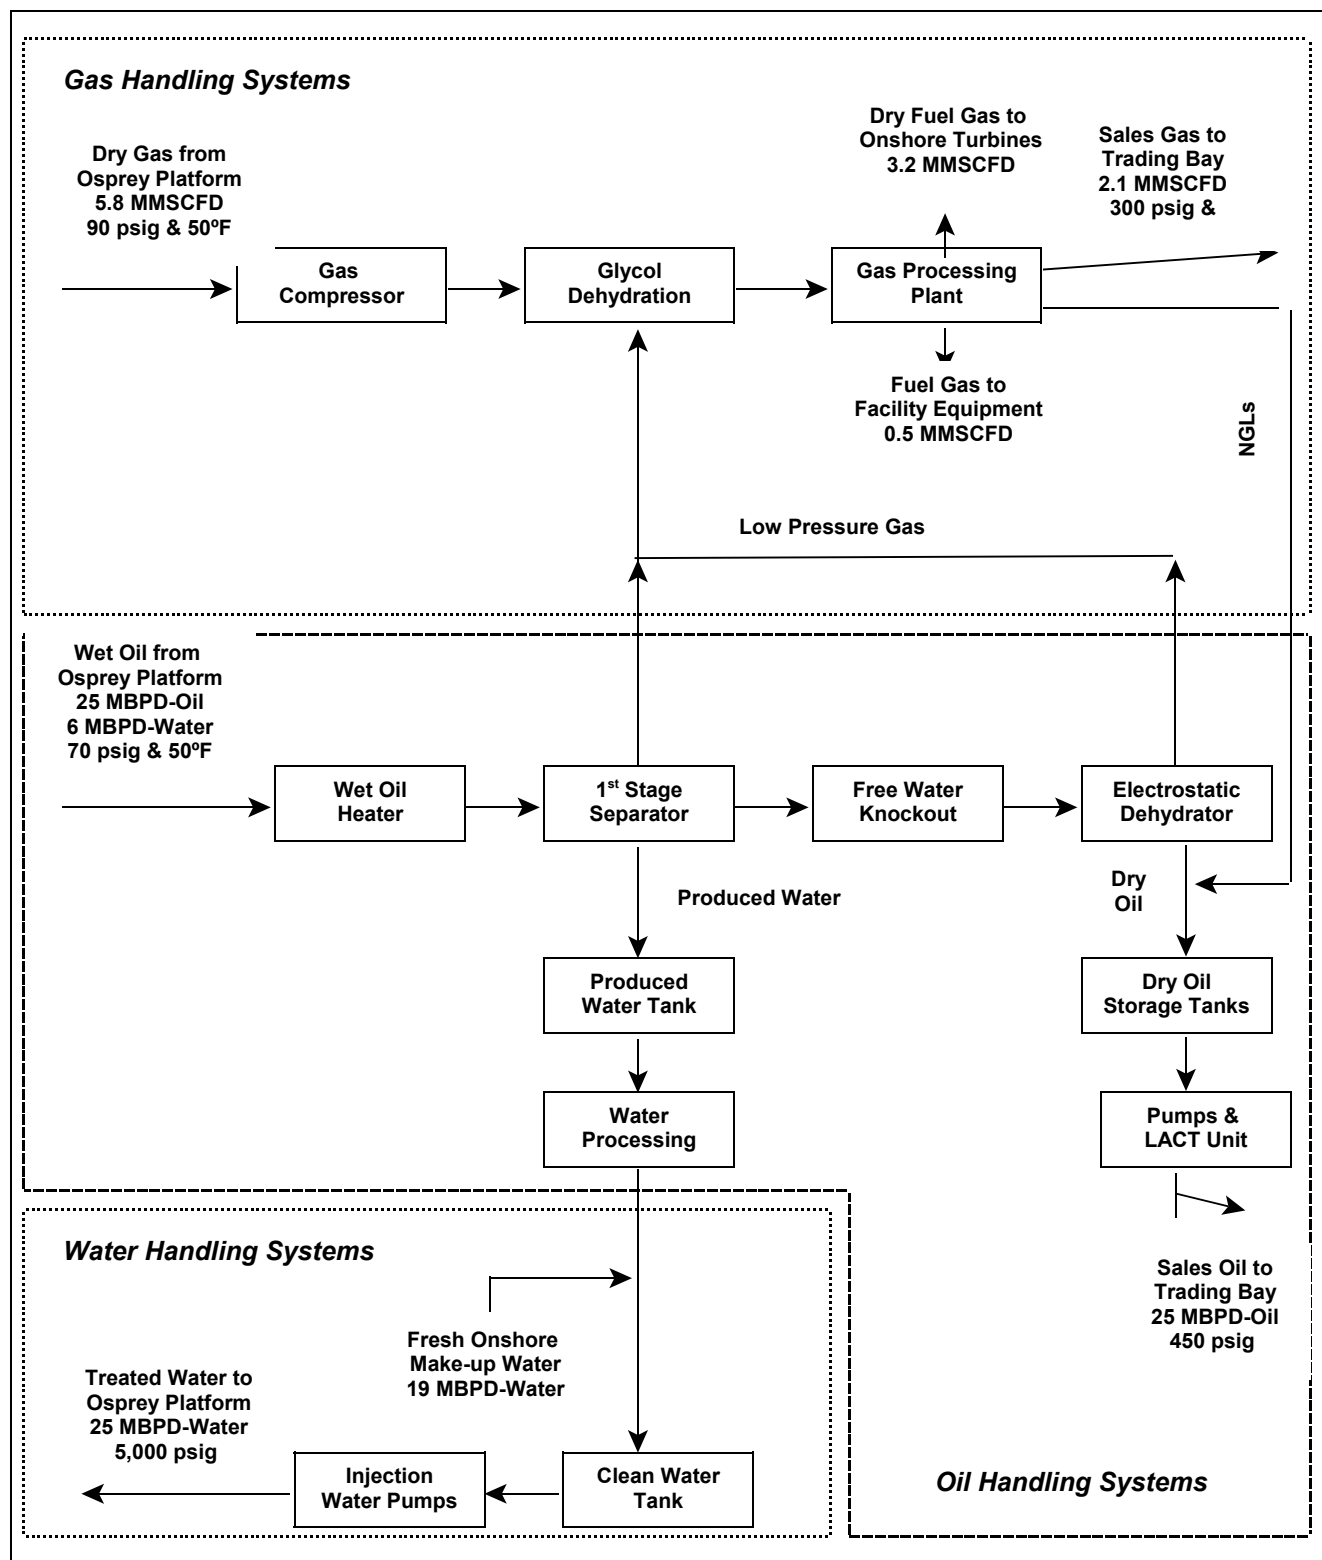 Gas Handling Systems
Dry Gas from
Osprey Platform
5.8 MMSCFD
90 psig & 50ºF
Dry Fuel Gas to
Onshore Turbines
3.2 MMSCFD
Sales Gas to
Trading Bay
2.1 MMSCFD
300 psig &
Gas
Compressor
Glycol
Dehydration
Gas Processing
Plant
Fuel Gas to
Facility Equipment
0.5 MMSCFD
NGLs
Low Pressure Gas
Wet Oil from
Osprey Platform
25 MBPD-Oil
6 MBPD-Water
70 psig & 50ºF
Wet Oil
Heater
1st Stage
Separator
Free Water
Knockout
Electrostatic
Dehydrator
Produced Water
Dry
Oil
Produced
Water Tank
Dry Oil
Storage Tanks
Water
Processing
Pumps &
LACT Unit
Water Handling Systems
Sales Oil to
Trading Bay
25 MBPD-Oil
450 psig
Fresh Onshore
Make-up Water
19 MBPD-Water
Treated Water to
Osprey Platform
25 MBPD-Water
5,000 psig
Injection
Water Pumps
Clean Water
Tank
Oil Handling Systems